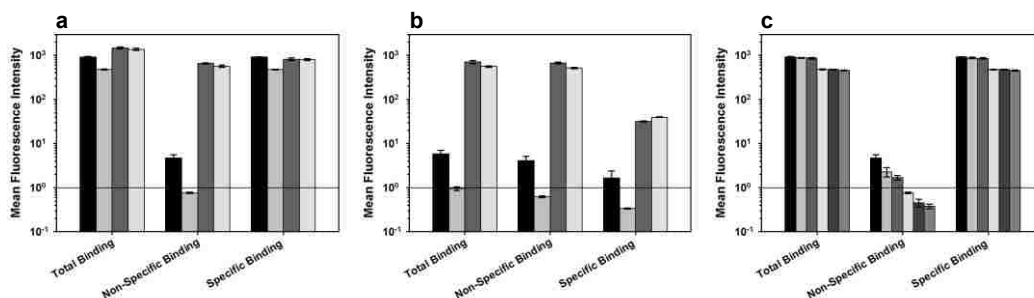 a
Mean Fluorescence Intensity
10³
10²
10¹
10⁰
10⁻¹
Total Binding
Non-Specific Binding
Specific Binding
b
Mean Fluorescence Intensity
10³
10²
10¹
10⁰
10⁻¹
Total Binding
Non-Specific Binding
Specific Binding
c
Mean Fluorescence Intensity
10³
10²
10¹
10⁰
10⁻¹
Total Binding
Non-Specific Binding
Specific Binding